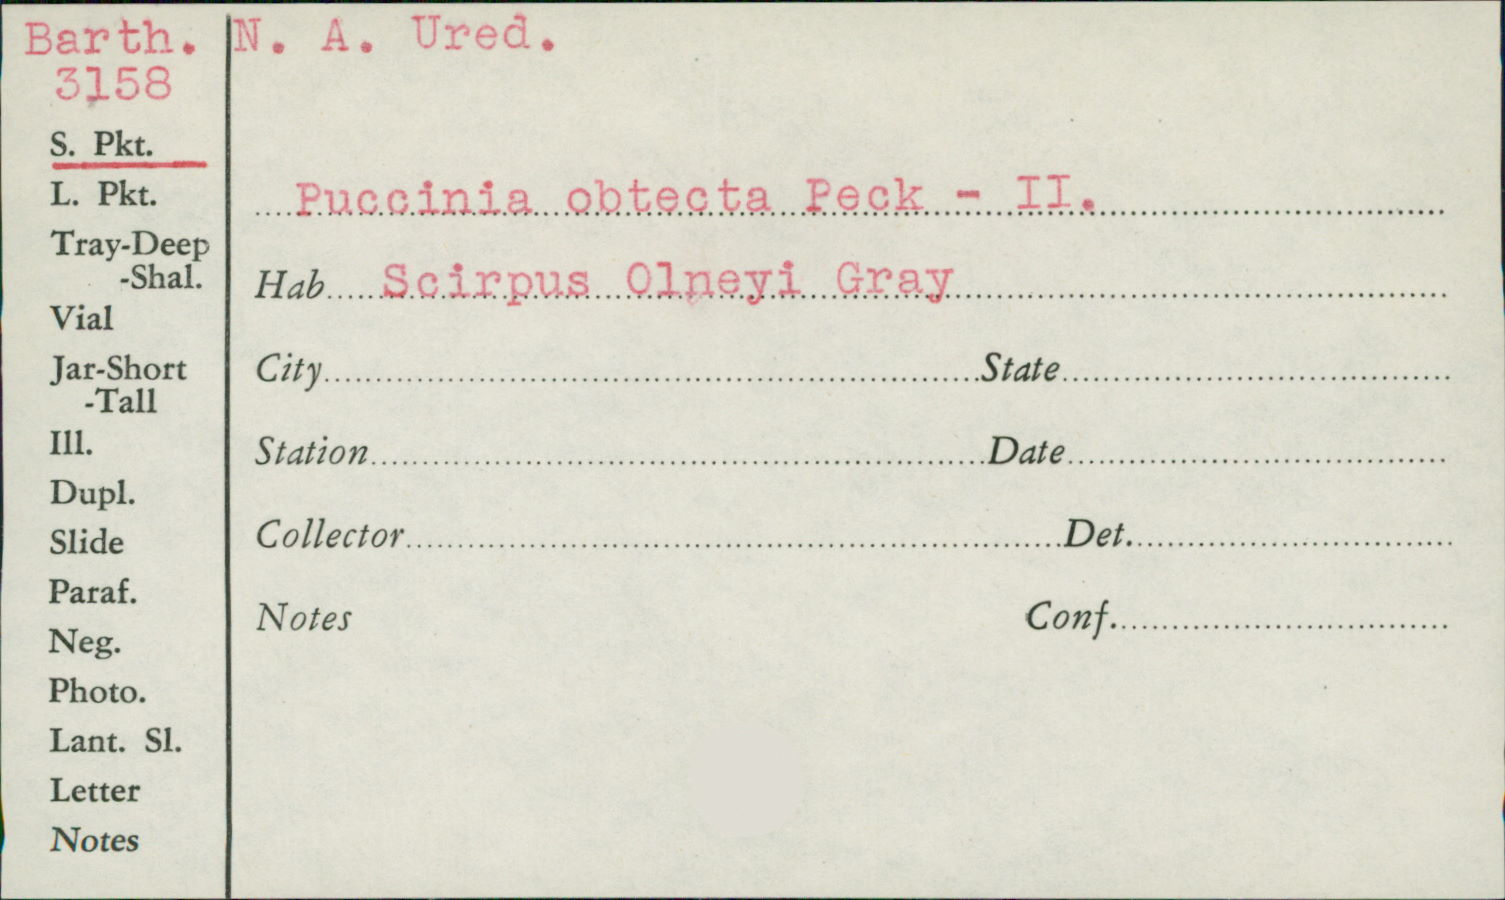 Barth. N. A. Ured.
3158
S. Pkt.
L. Pkt.
Tray-Deep
-Shal.
Vial
Jar-Short
-Tall
Ill.
Dupl.
Slide
Paraf.
Neg.
Photo.
Lant. Sl.
Letter
Notes
Puccinia obtecta Peck - II.
Hab Scirpus Olneyi Gray
City State
Station Date
Collector Det.
Notes Conf.